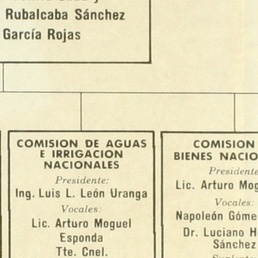 Rubalcaba Sánchez
García Rojas
COMISION DE AGUAS
E IRRIGACION
NACIONALES
Presidente:
Ing. Luis L. León Uranga
Vocales:
Lic. Arturo Moguel
Esponda
Tte. Cnel.
COMISION
BIENES NACIO
Presidente
Lic. Arturo Mog
Vocales:
Napoleón Góme
Dr. Luciano H
Sánchez